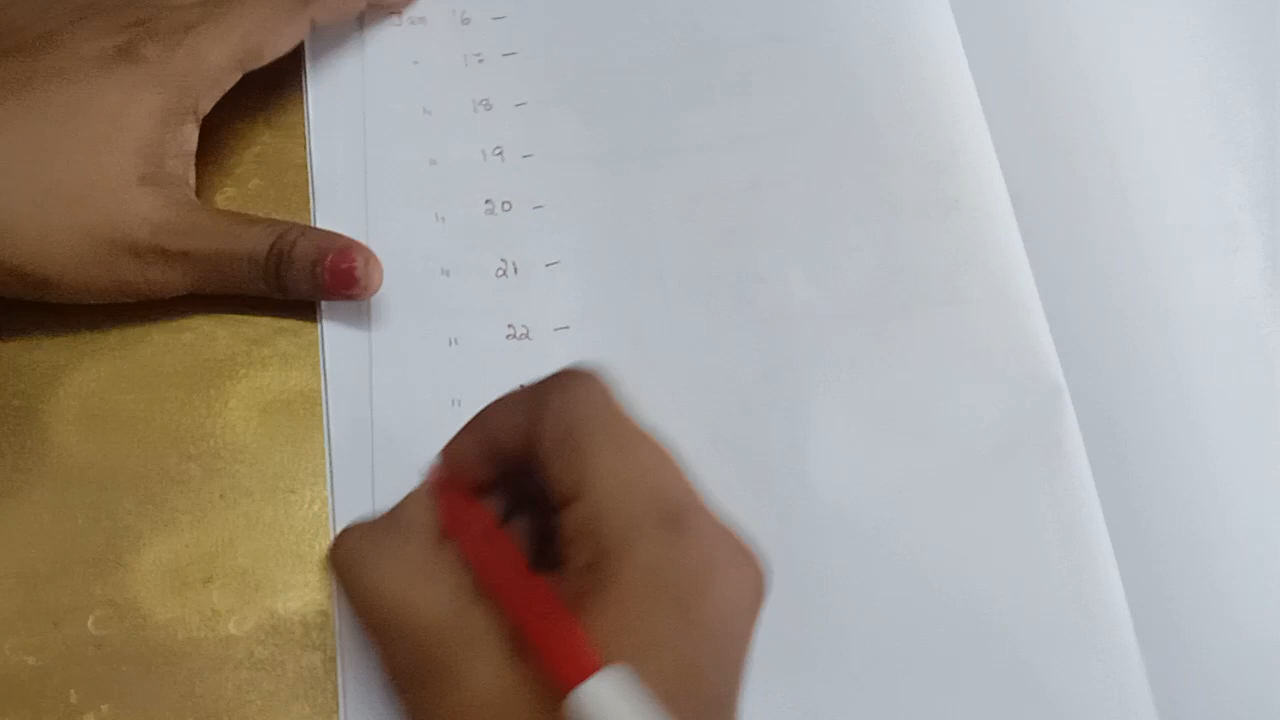 Jan 16 -
" 17 -
" 18 -
" 19 -
" 20 -
" 21 -
" 22 -
"